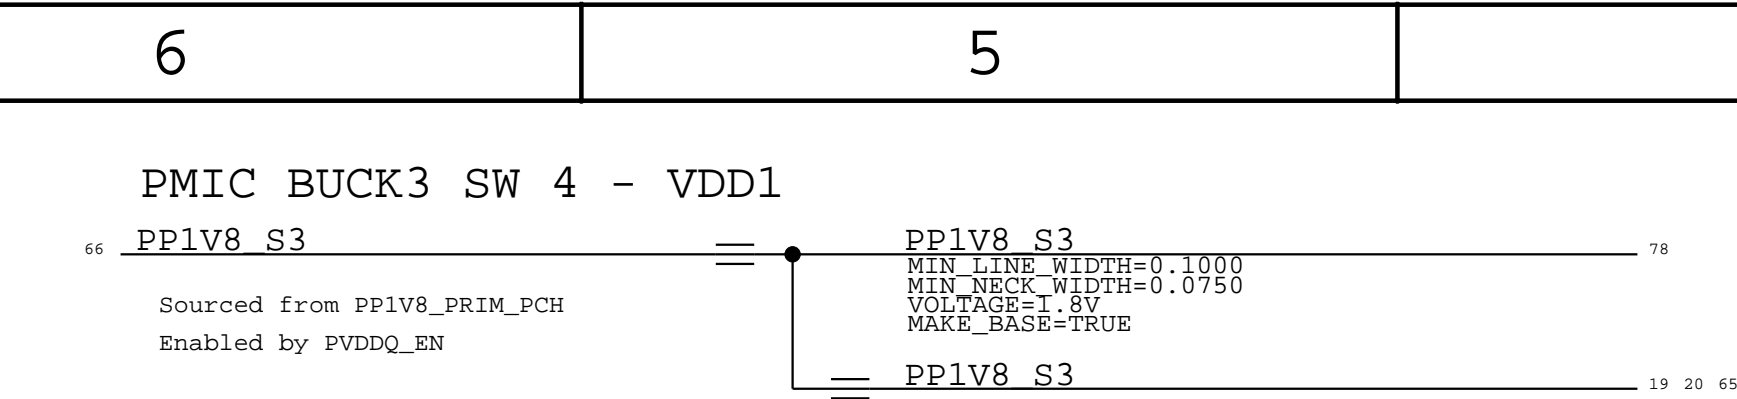 6 5
PMIC BUCK3 SW 4 - VDD1
66 PP1V8_S3 PP1V8_S3 78
MIN_LINE_WIDTH=0.1000
MIN_NECK_WIDTH=0.0750
Sourced from PP1V8_PRIM_PCH VOLTAGE=1.8V
MAKE_BASE=TRUE
Enabled by PVDDQ_EN
PP1V8_S3 19 20 65